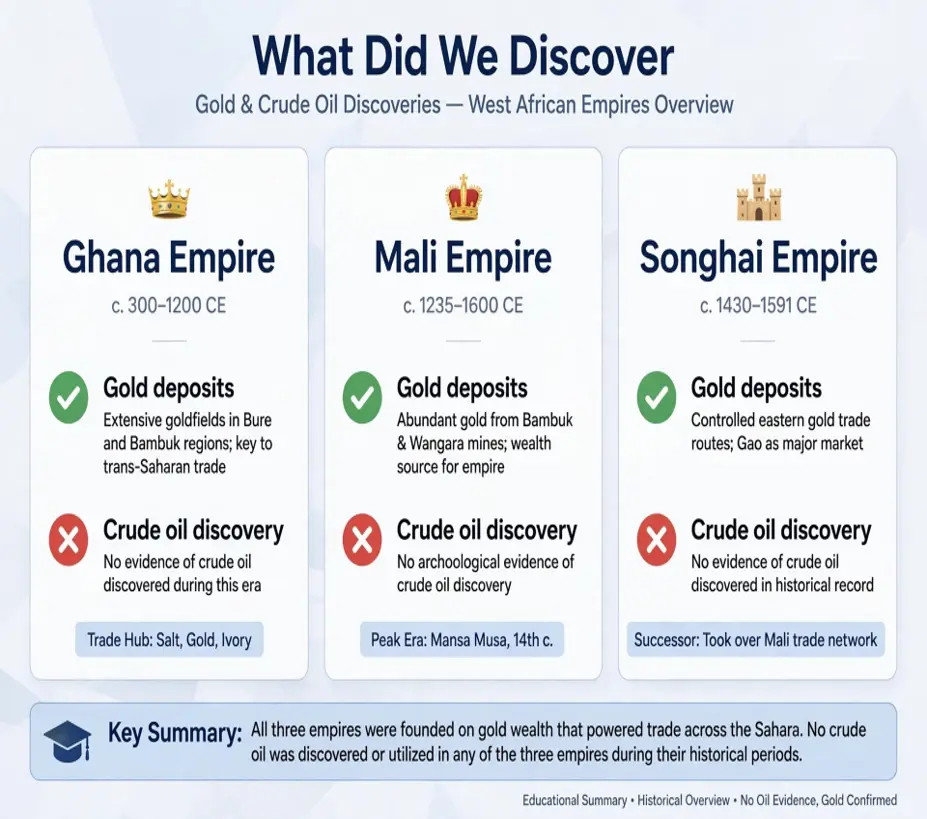 What Did We Discover
Gold & Crude Oil Discoveries — West African Empires Overview
Ghana Empire
c. 300–1200 CE
Gold deposits
Extensive goldfields in Bure
and Bambuk regions; key to
trans-Saharan trade
Crude oil discovery
No evidence of crude oil
discovered during this era
Trade Hub: Salt, Gold, Ivory
Mali Empire
c. 1235–1600 CE
Gold deposits
Abundant gold from Bambuk
& Wangara mines; wealth
source for empire
Crude oil discovery
No archoological evidence of
crude oil discovery
Peak Era: Mansa Musa, 14th c.
Songhai Empire
c. 1430–1591 CE
Gold deposits
Controlled eastern gold trade
routes; Gao as major market
Crude oil discovery
No evidence of crude oil
discovered in historical record
Successor: Took over Mali trade network
Key Summary: All three empires were founded on gold wealth that powered trade across the Sahara. No crude
oil was discovered or utilized in any of the three empires during their historical periods.
Educational Summary • Historical Overview • No Oil Evidence, Gold Confirmed